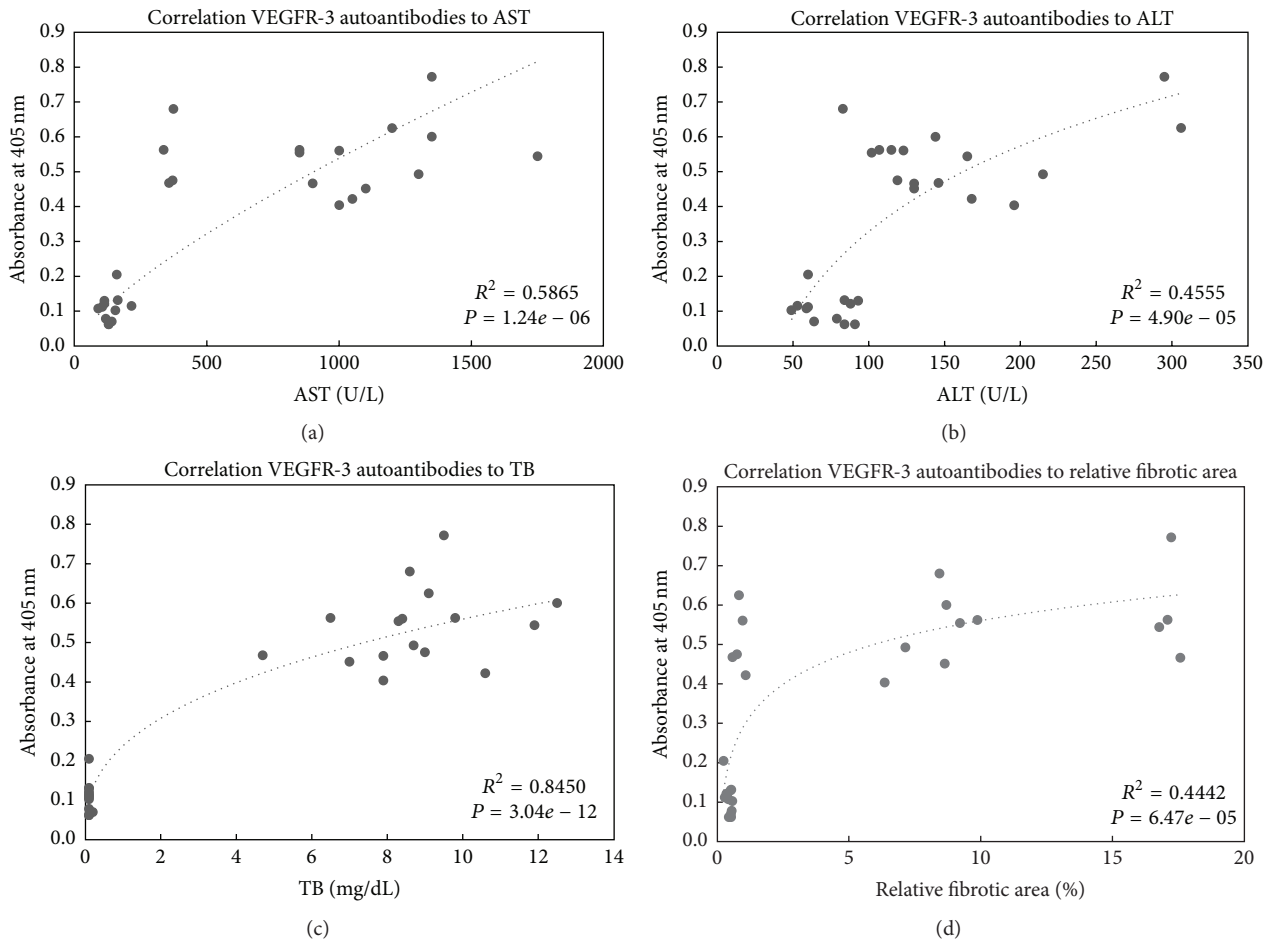 Correlation VEGFR-3 autoantibodies to AST
Absorbance at 405 nm
0.9
0.8
0.7
0.6
0.5
0.4
0.3
0.2
0.1
0.0
R² = 0.5865
P = 1.24e − 06
0 500 1000 1500 2000
AST (U/L)
(a)
Correlation VEGFR-3 autoantibodies to ALT
Absorbance at 405 nm
0.9
0.8
0.7
0.6
0.5
0.4
0.3
0.2
0.1
0.0
R² = 0.4555
P = 4.90e − 05
0 50 100 150 200 250 300 350
ALT (U/L)
(b)
Correlation VEGFR-3 autoantibodies to TB
Absorbance at 405 nm
0.9
0.8
0.7
0.6
0.5
0.4
0.3
0.2
0.1
0.0
R² = 0.8450
P = 3.04e − 12
0 2 4 6 8 10 12 14
TB (mg/dL)
(c)
Correlation VEGFR-3 autoantibodies to relative fibrotic area
Absorbance at 405 nm
0.9
0.8
0.7
0.6
0.5
0.4
0.3
0.2
0.1
0.0
R² = 0.4442
P = 6.47e − 05
0 5 10 15 20
Relative fibrotic area (%)
(d)